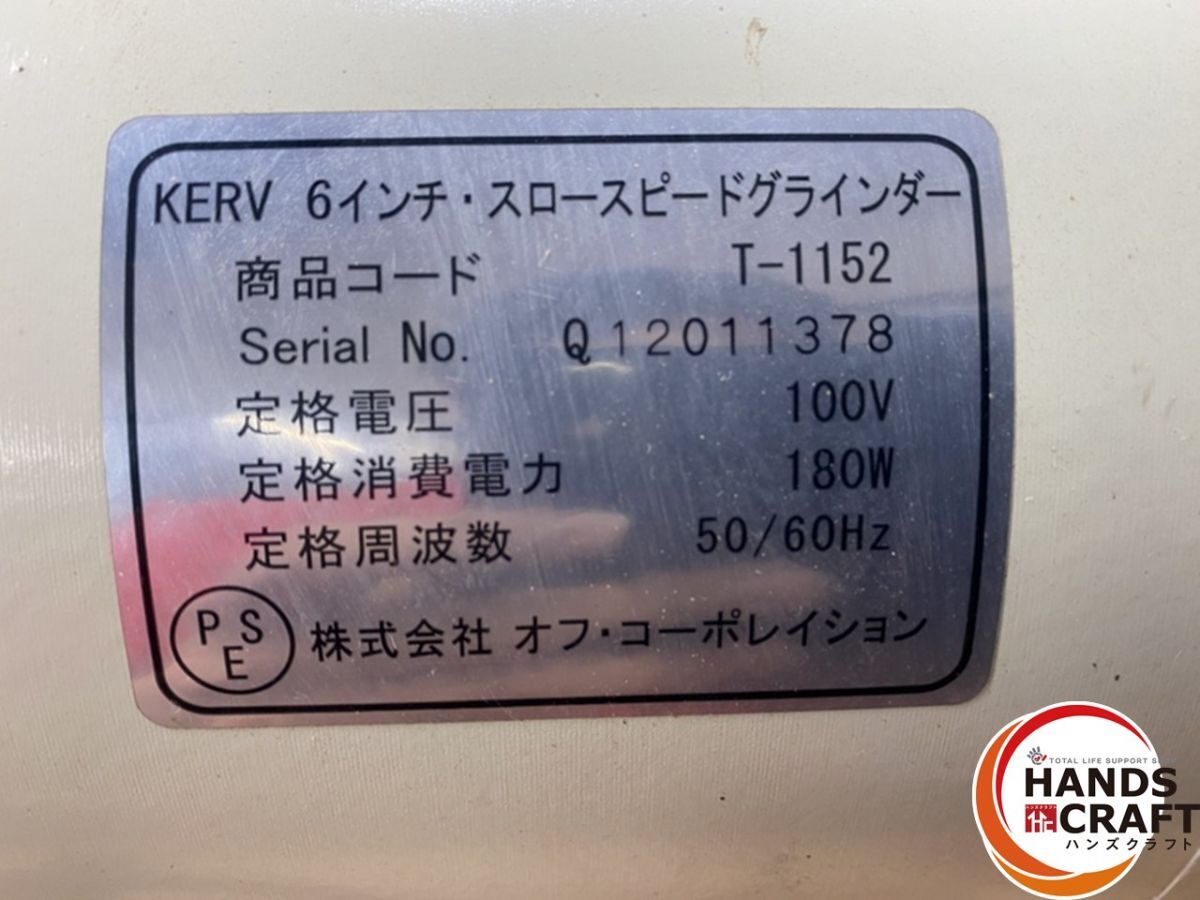 KERV 6インチ・スロースピードグラインダー
商品コード T-1152
Serial No. Q12011378
定格電圧 100V
定格消費電力 180W
定格周波数 50/60Hz
PSE 株式会社 オフ・コーポレイション
TOTAL LIFE SUPPORT
HANDS
CRAFT
ハンズクラフト